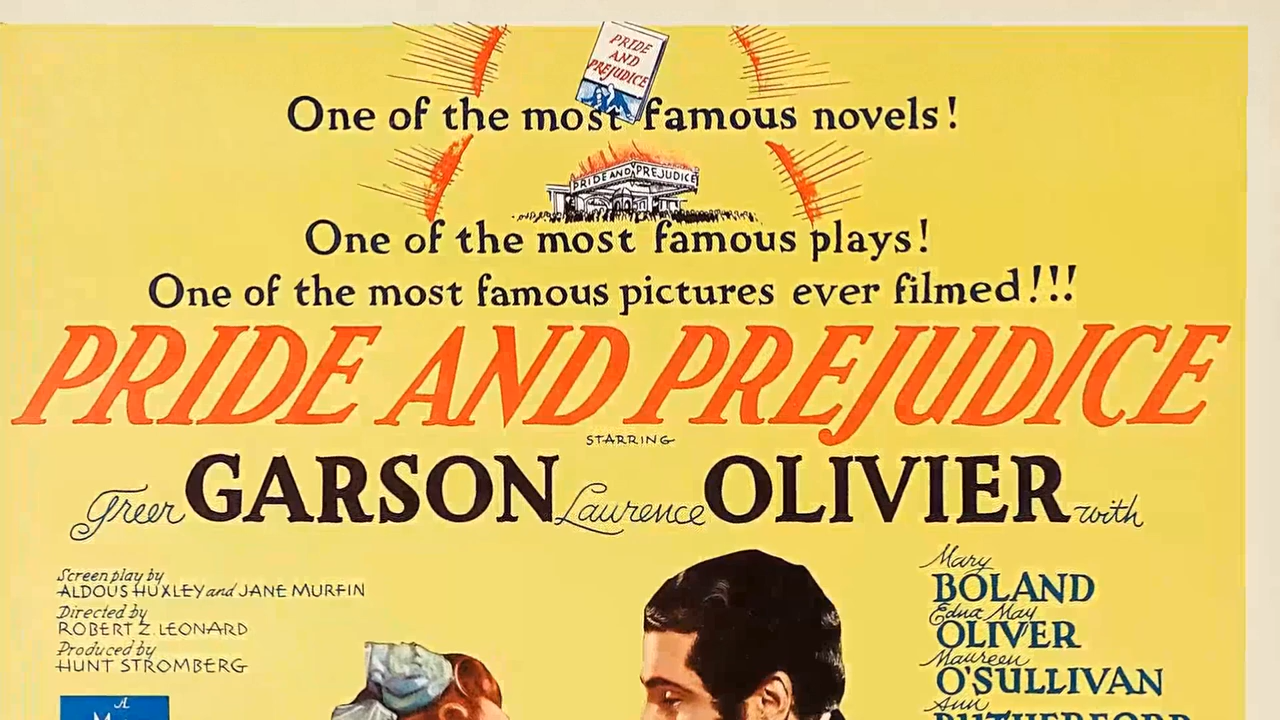 PRIDE
AND
PREJUDICE
One of the most famous novels!
PRIDE AND PREJUDICE
One of the most famous plays!
One of the most famous pictures ever filmed!!!
PRIDE AND PREJUDICE
STARRING
Greer GARSON Laurence OLIVIER with
Screen play by
ALDOUS HUXLEY and JANE MURFIN
Directed by
ROBERT Z. LEONARD
Produced by
HUNT STROMBERG
A
Mary
BOLAND
Edna May
OLIVER
Maureen
O'SULLIVAN
Ann
RUTHERFORD